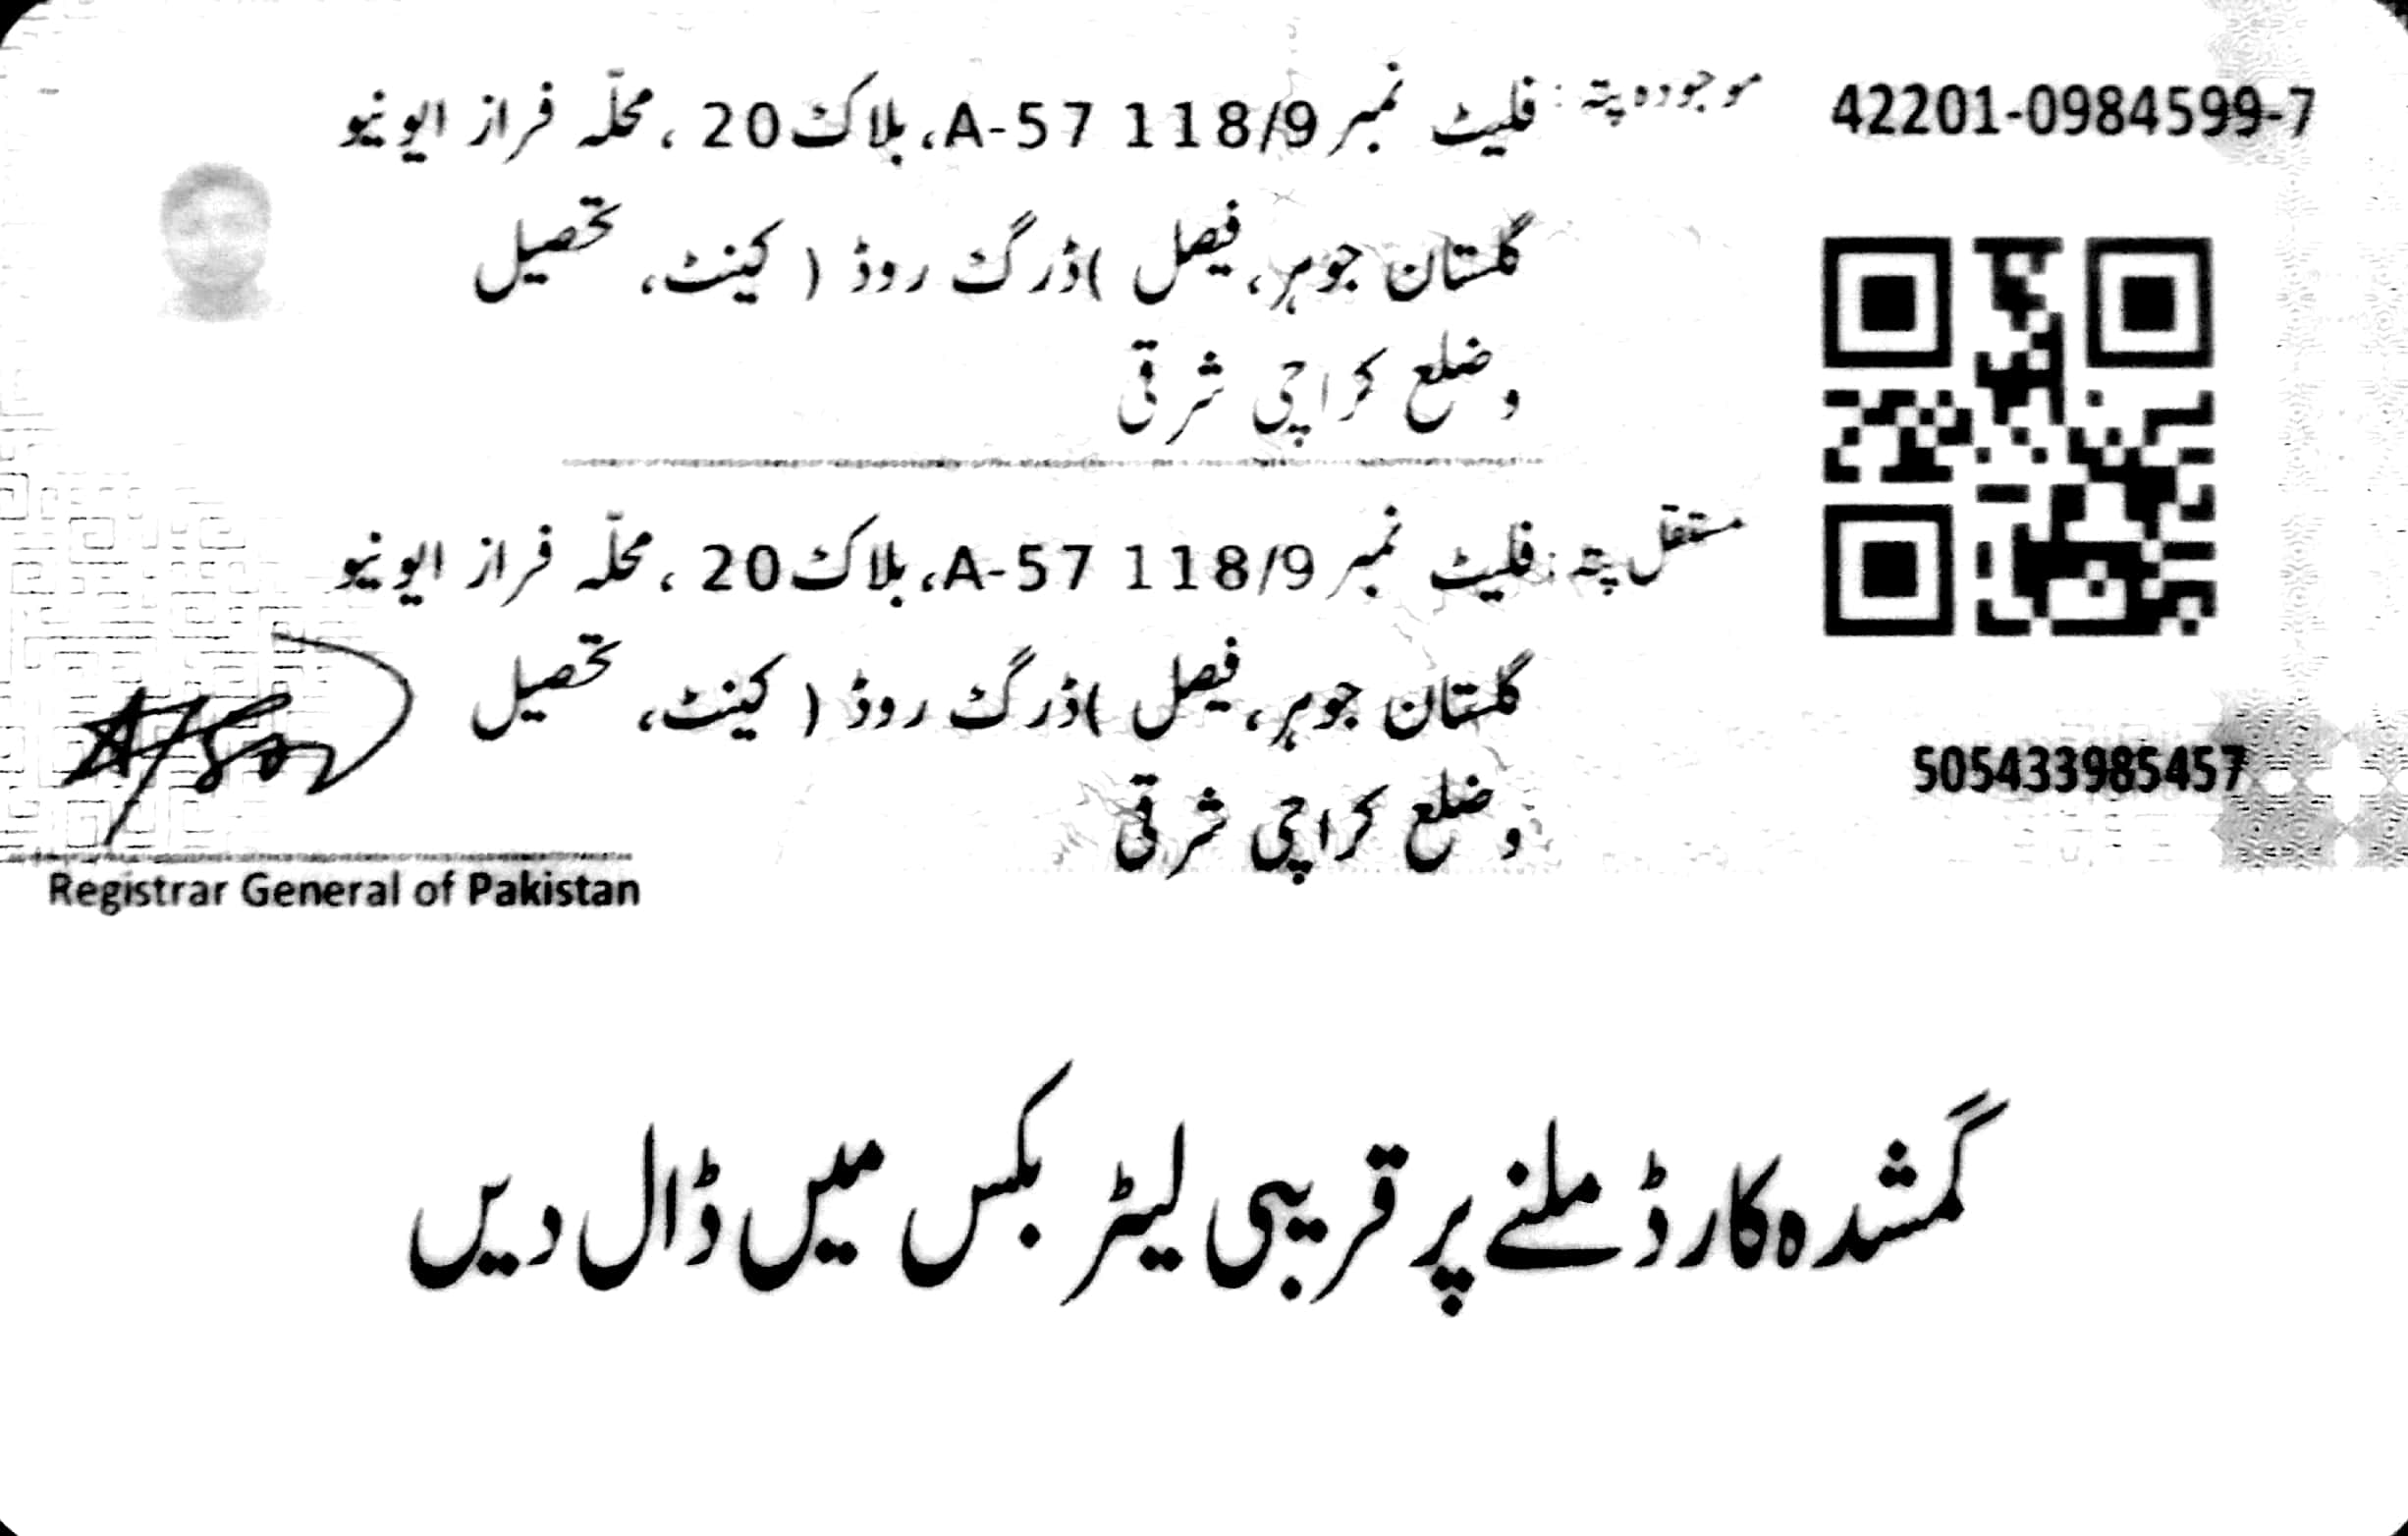 42201-0984599-7
موجودہ پتہ: فلیٹ نمبر A-57 118/9، بلاک 20، محلّہ فراز ایونیو
گلستان جوہر، فیصل )ڈرگ روڈ ( کینٹ، تحصیل
و ضلع کراچی شرقی
مستقل پتہ: فلیٹ نمبر A-57 118/9، بلاک 20، محلّہ فراز ایونیو
گلستان جوہر، فیصل )ڈرگ روڈ ( کینٹ، تحصیل
و ضلع کراچی شرقی
505433985457
Registrar General of Pakistan
گمشدہ کارڈ ملنے پر قریبی لیٹر بکس میں ڈال دیں